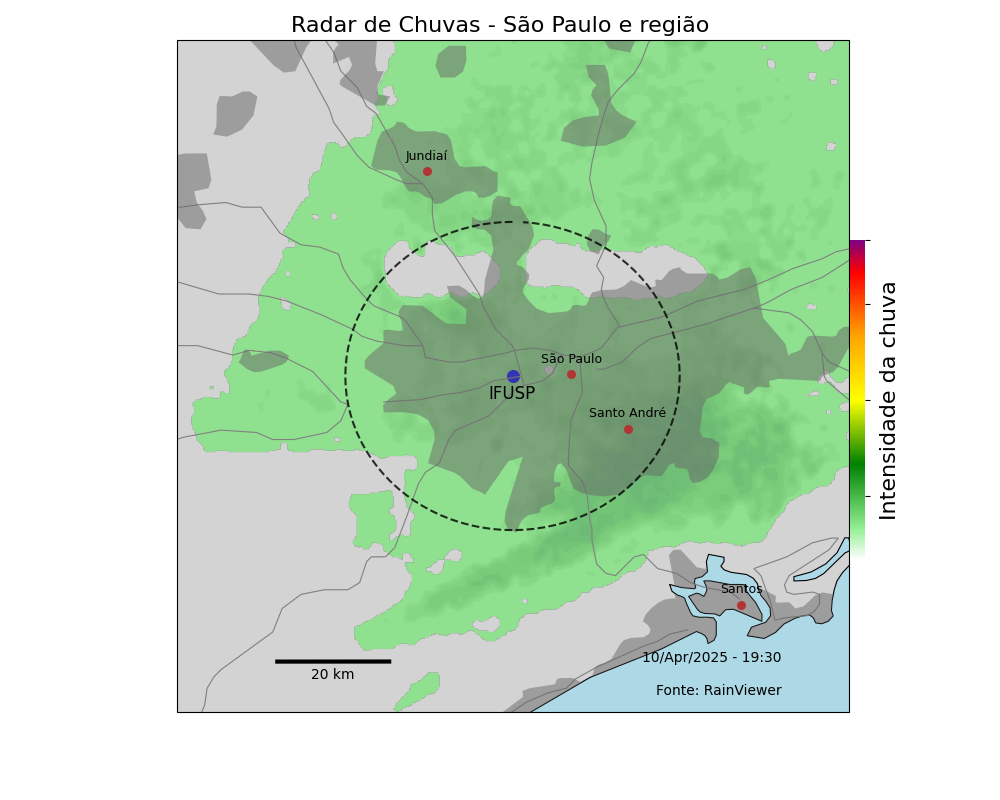 Radar de Chuvas - São Paulo e região
Jundiaí
São Paulo
IFUSP
Santo André
Santos
20 km
10/Apr/2025 - 19:30
Fonte: RainViewer
Intensidade da chuva